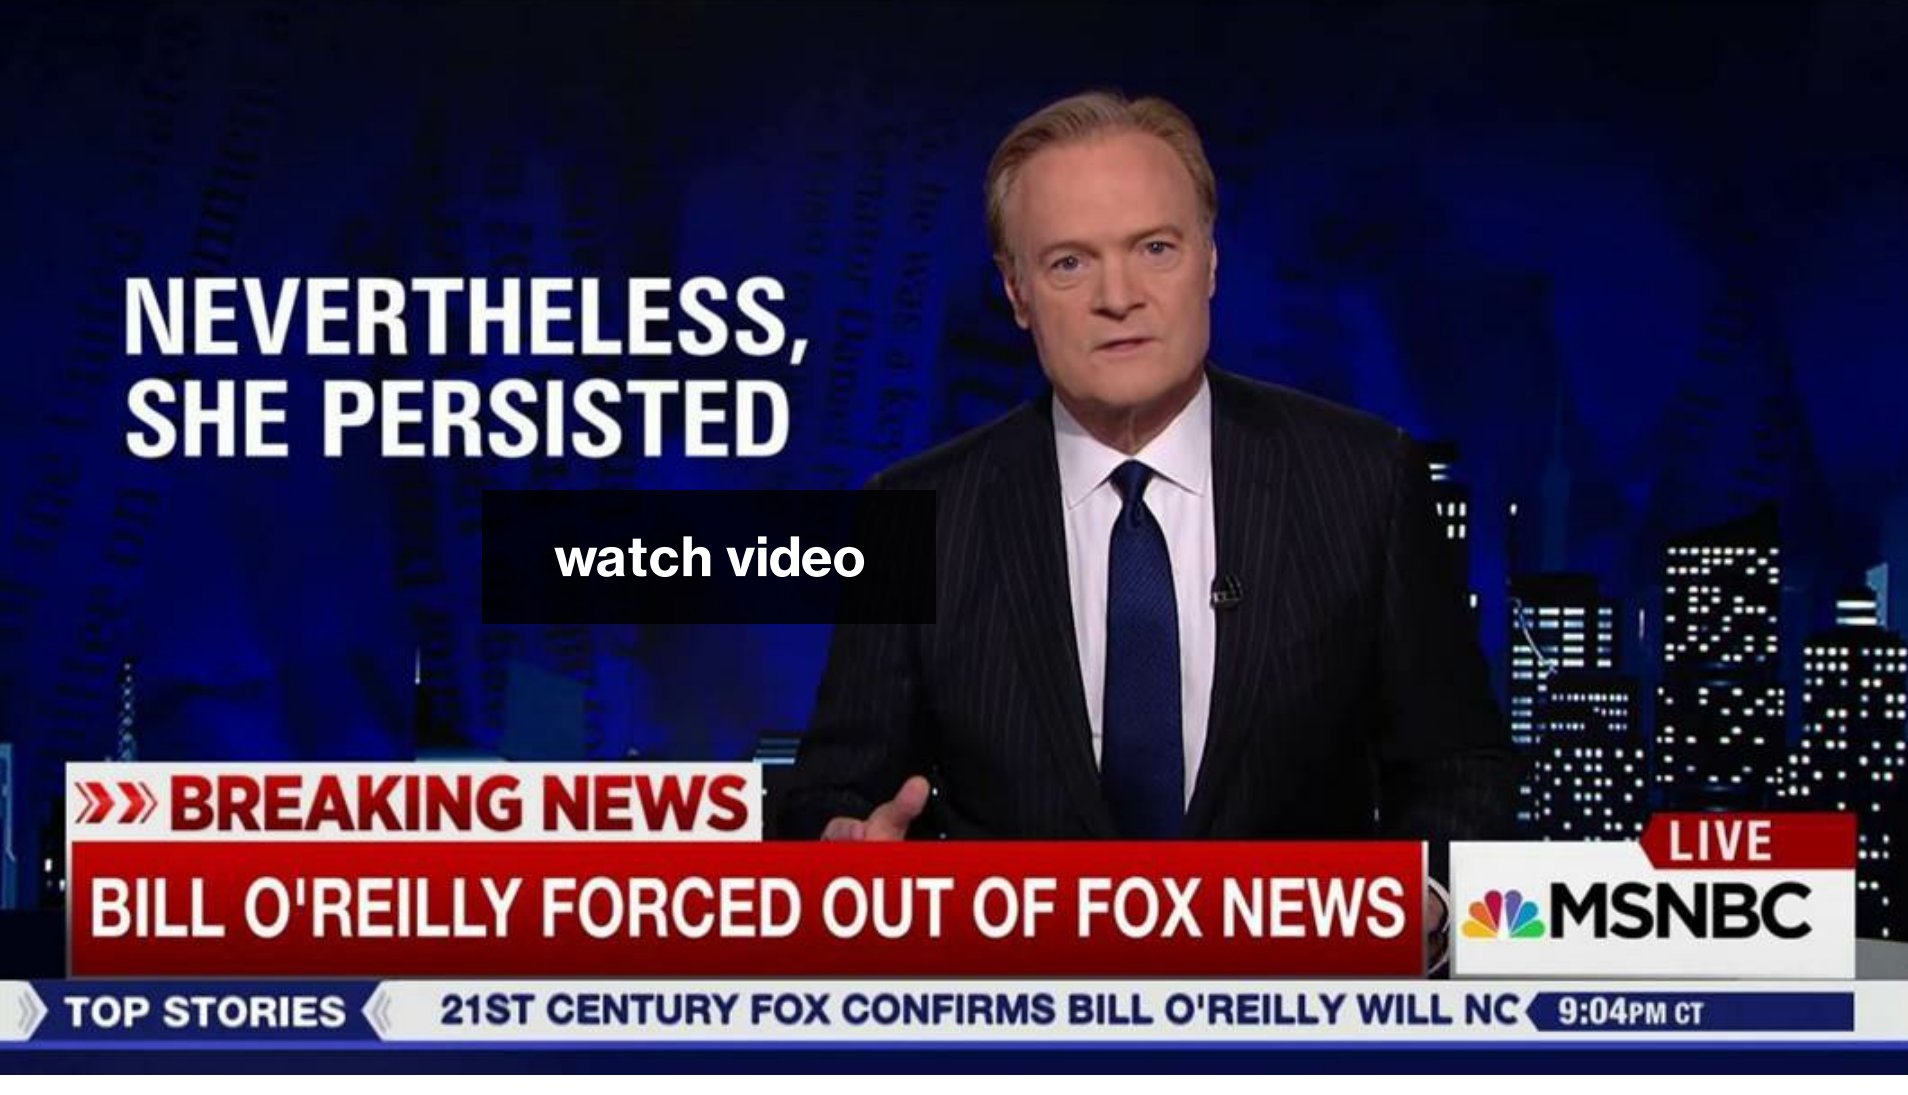 NEVERTHELESS,
SHE PERSISTED
watch video
BREAKING NEWS
BILL O'REILLY FORCED OUT OF FOX NEWS
LIVE
MSNBC
TOP STORIES
21ST CENTURY FOX CONFIRMS BILL O'REILLY WILL NC
9:04PM CT